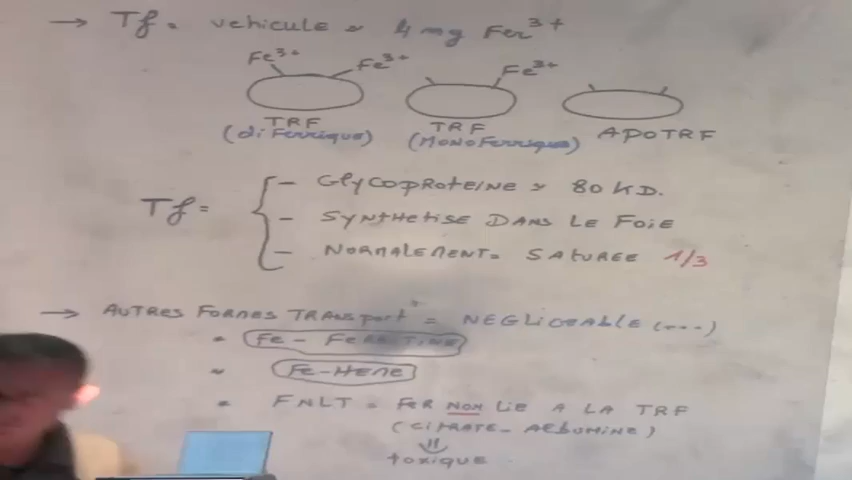 → Tf = vehicule ≈ 4 mg Fer³⁺
Fe³⁺ Fe³⁺ Fe³⁺
TRF TRF APOTRF
(diFerrique) (MonoFerrique)
Tf = { – Glycoproteine ≈ 80 KD.
– Synthetise DANS LE Foie
– NORMALEMENT = SATUREE 1/3
→ AUTRES FORMES TRANSport = NEGLIGEABLE (---)
Fe - FERRITINE
Fe-HEME
FNLT = FER NON LIE A LA TRF
(CITRATE - ALBUMINE)
⇓
toxique